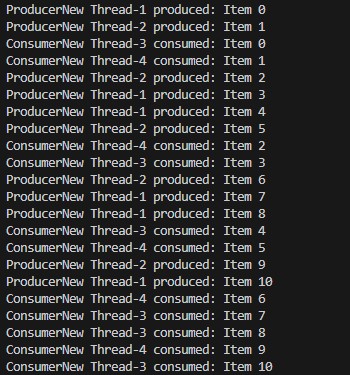 ProducerNew Thread-1 produced: Item 0
ProducerNew Thread-2 produced: Item 1
ConsumerNew Thread-3 consumed: Item 0
ConsumerNew Thread-4 consumed: Item 1
ProducerNew Thread-2 produced: Item 2
ProducerNew Thread-1 produced: Item 3
ProducerNew Thread-1 produced: Item 4
ProducerNew Thread-2 produced: Item 5
ConsumerNew Thread-4 consumed: Item 2
ConsumerNew Thread-3 consumed: Item 3
ProducerNew Thread-2 produced: Item 6
ProducerNew Thread-1 produced: Item 7
ProducerNew Thread-1 produced: Item 8
ConsumerNew Thread-3 consumed: Item 4
ConsumerNew Thread-4 consumed: Item 5
ProducerNew Thread-2 produced: Item 9
ProducerNew Thread-1 produced: Item 10
ConsumerNew Thread-4 consumed: Item 6
ConsumerNew Thread-3 consumed: Item 7
ConsumerNew Thread-3 consumed: Item 8
ConsumerNew Thread-4 consumed: Item 9
ConsumerNew Thread-3 consumed: Item 10